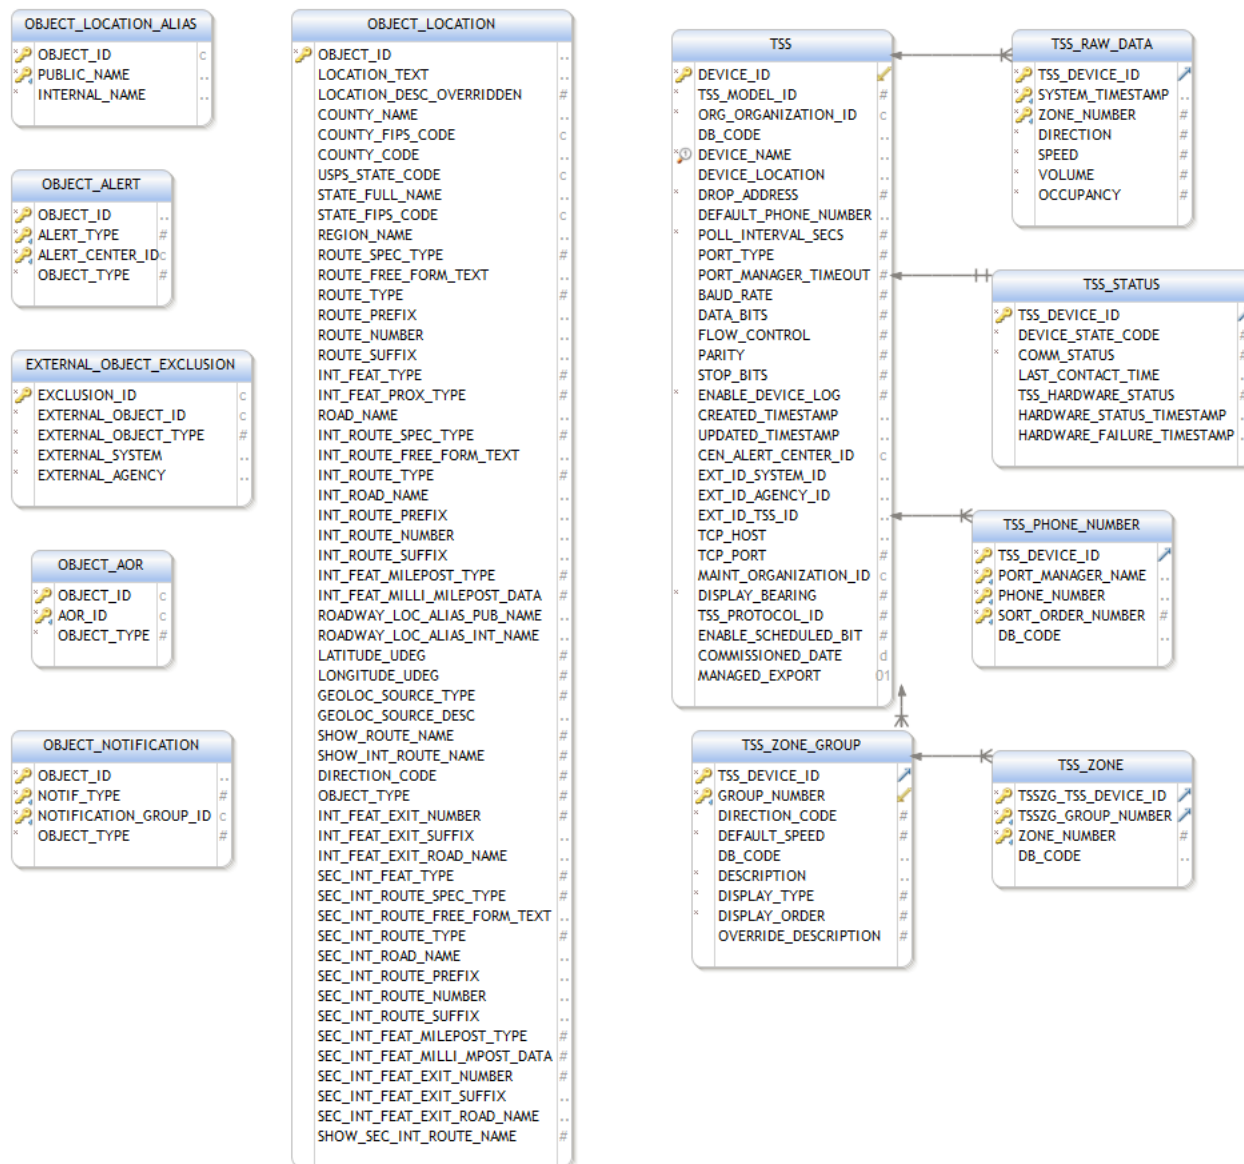 OBJECT_LOCATION_ALIAS
OBJECT_ID c
PUBLIC_NAME ..
INTERNAL_NAME ..
OBJECT_ALERT
OBJECT_ID ..
ALERT_TYPE #
ALERT_CENTER_ID c
OBJECT_TYPE #
EXTERNAL_OBJECT_EXCLUSION
EXCLUSION_ID c
EXTERNAL_OBJECT_ID c
EXTERNAL_OBJECT_TYPE #
EXTERNAL_SYSTEM ..
EXTERNAL_AGENCY ..
OBJECT_AOR
OBJECT_ID c
AOR_ID c
OBJECT_TYPE #
OBJECT_NOTIFICATION
OBJECT_ID ..
NOTIF_TYPE #
NOTIFICATION_GROUP_ID c
OBJECT_TYPE #
OBJECT_LOCATION
OBJECT_ID ..
LOCATION_TEXT ..
LOCATION_DESC_OVERRIDDEN #
COUNTY_NAME ..
COUNTY_FIPS_CODE c
COUNTY_CODE ..
USPS_STATE_CODE c
STATE_FULL_NAME ..
STATE_FIPS_CODE c
REGION_NAME ..
ROUTE_SPEC_TYPE #
ROUTE_FREE_FORM_TEXT ..
ROUTE_TYPE #
ROUTE_PREFIX ..
ROUTE_NUMBER ..
ROUTE_SUFFIX ..
INT_FEAT_TYPE #
INT_FEAT_PROX_TYPE #
ROAD_NAME ..
INT_ROUTE_SPEC_TYPE #
INT_ROUTE_FREE_FORM_TEXT ..
INT_ROUTE_TYPE #
INT_ROAD_NAME ..
INT_ROUTE_PREFIX ..
INT_ROUTE_NUMBER ..
INT_ROUTE_SUFFIX ..
INT_FEAT_MILEPOST_TYPE #
INT_FEAT_MILLI_MILEPOST_DATA #
ROADWAY_LOC_ALIAS_PUB_NAME ..
ROADWAY_LOC_ALIAS_INT_NAME ..
LATITUDE_UDEG #
LONGITUDE_UDEG #
GEOLOC_SOURCE_TYPE #
GEOLOC_SOURCE_DESC ..
SHOW_ROUTE_NAME #
SHOW_INT_ROUTE_NAME #
DIRECTION_CODE #
OBJECT_TYPE #
INT_FEAT_EXIT_NUMBER #
INT_FEAT_EXIT_SUFFIX ..
INT_FEAT_EXIT_ROAD_NAME ..
SEC_INT_FEAT_TYPE #
SEC_INT_ROUTE_SPEC_TYPE #
SEC_INT_ROUTE_FREE_FORM_TEXT ..
SEC_INT_ROUTE_TYPE #
SEC_INT_ROAD_NAME ..
SEC_INT_ROUTE_PREFIX ..
SEC_INT_ROUTE_NUMBER ..
SEC_INT_ROUTE_SUFFIX ..
SEC_INT_FEAT_MILEPOST_TYPE #
SEC_INT_FEAT_MILLI_MPOST_DATA #
SEC_INT_FEAT_EXIT_NUMBER #
SEC_INT_FEAT_EXIT_SUFFIX ..
SEC_INT_FEAT_EXIT_ROAD_NAME ..
SHOW_SEC_INT_ROUTE_NAME #
TSS
DEVICE_ID
TSS_MODEL_ID #
ORG_ORGANIZATION_ID c
DB_CODE ..
DEVICE_NAME ..
DEVICE_LOCATION ..
DROP_ADDRESS #
DEFAULT_PHONE_NUMBER ..
POLL_INTERVAL_SECS #
PORT_TYPE #
PORT_MANAGER_TIMEOUT #
BAUD_RATE #
DATA_BITS #
FLOW_CONTROL #
PARITY #
STOP_BITS #
ENABLE_DEVICE_LOG #
CREATED_TIMESTAMP ..
UPDATED_TIMESTAMP ..
CEN_ALERT_CENTER_ID c
EXT_ID_SYSTEM_ID ..
EXT_ID_AGENCY_ID ..
EXT_ID_TSS_ID ..
TCP_HOST ..
TCP_PORT #
MAINT_ORGANIZATION_ID c
DISPLAY_BEARING #
TSS_PROTOCOL_ID #
ENABLE_SCHEDULED_BIT #
COMMISSIONED_DATE d
MANAGED_EXPORT 01
TSS_ZONE_GROUP
TSS_DEVICE_ID
GROUP_NUMBER
DIRECTION_CODE #
DEFAULT_SPEED #
DB_CODE ..
DESCRIPTION ..
DISPLAY_TYPE #
DISPLAY_ORDER #
OVERRIDE_DESCRIPTION #
TSS_RAW_DATA
TSS_DEVICE_ID
SYSTEM_TIMESTAMP ..
ZONE_NUMBER #
DIRECTION #
SPEED #
VOLUME #
OCCUPANCY #
TSS_STATUS
TSS_DEVICE_ID
DEVICE_STATE_CODE #
COMM_STATUS #
LAST_CONTACT_TIME .
TSS_HARDWARE_STATUS #
HARDWARE_STATUS_TIMESTAMP .
HARDWARE_FAILURE_TIMESTAMP .
TSS_PHONE_NUMBER
TSS_DEVICE_ID
PORT_MANAGER_NAME ..
PHONE_NUMBER ..
SORT_ORDER_NUMBER #
DB_CODE ..
TSS_ZONE
TSSZG_TSS_DEVICE_ID
TSSZG_GROUP_NUMBER
ZONE_NUMBER #
DB_CODE ..